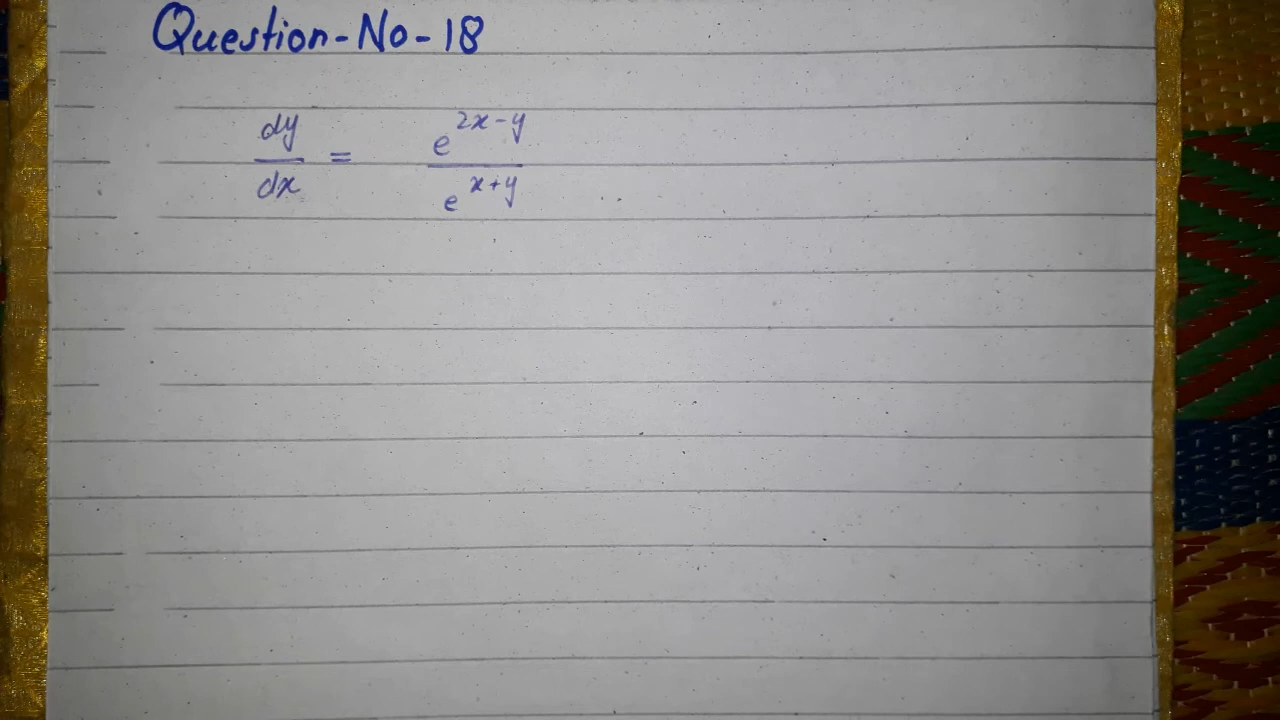 Question-No-18
dy/dx = e^(2x-y)/e^(x+y)